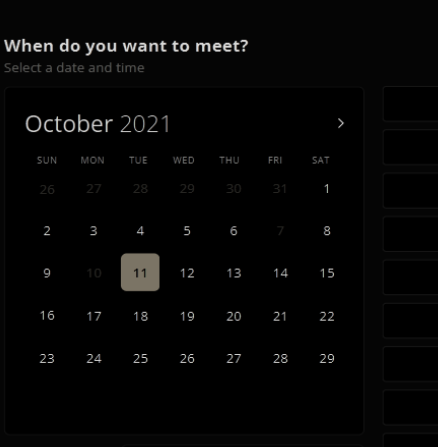 When do you want to meet?
Select a date and time
October 2021
SUN MON TUE WED THU FRI SAT
26 27 28 29 30 31 1
2 3 4 5 6 7 8
9 10 11 12 13 14 15
16 17 18 19 20 21 22
23 24 25 26 27 28 29